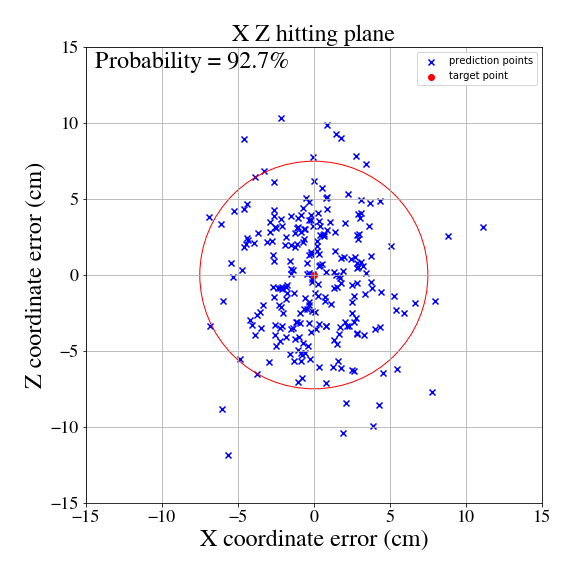 X Z hitting plane
Probability = 92.7%
prediction points
target point
15
10
5
0
−5
−10
−15
Z coordinate error (cm)
−15 −10 −5 0 5 10 15
X coordinate error (cm)